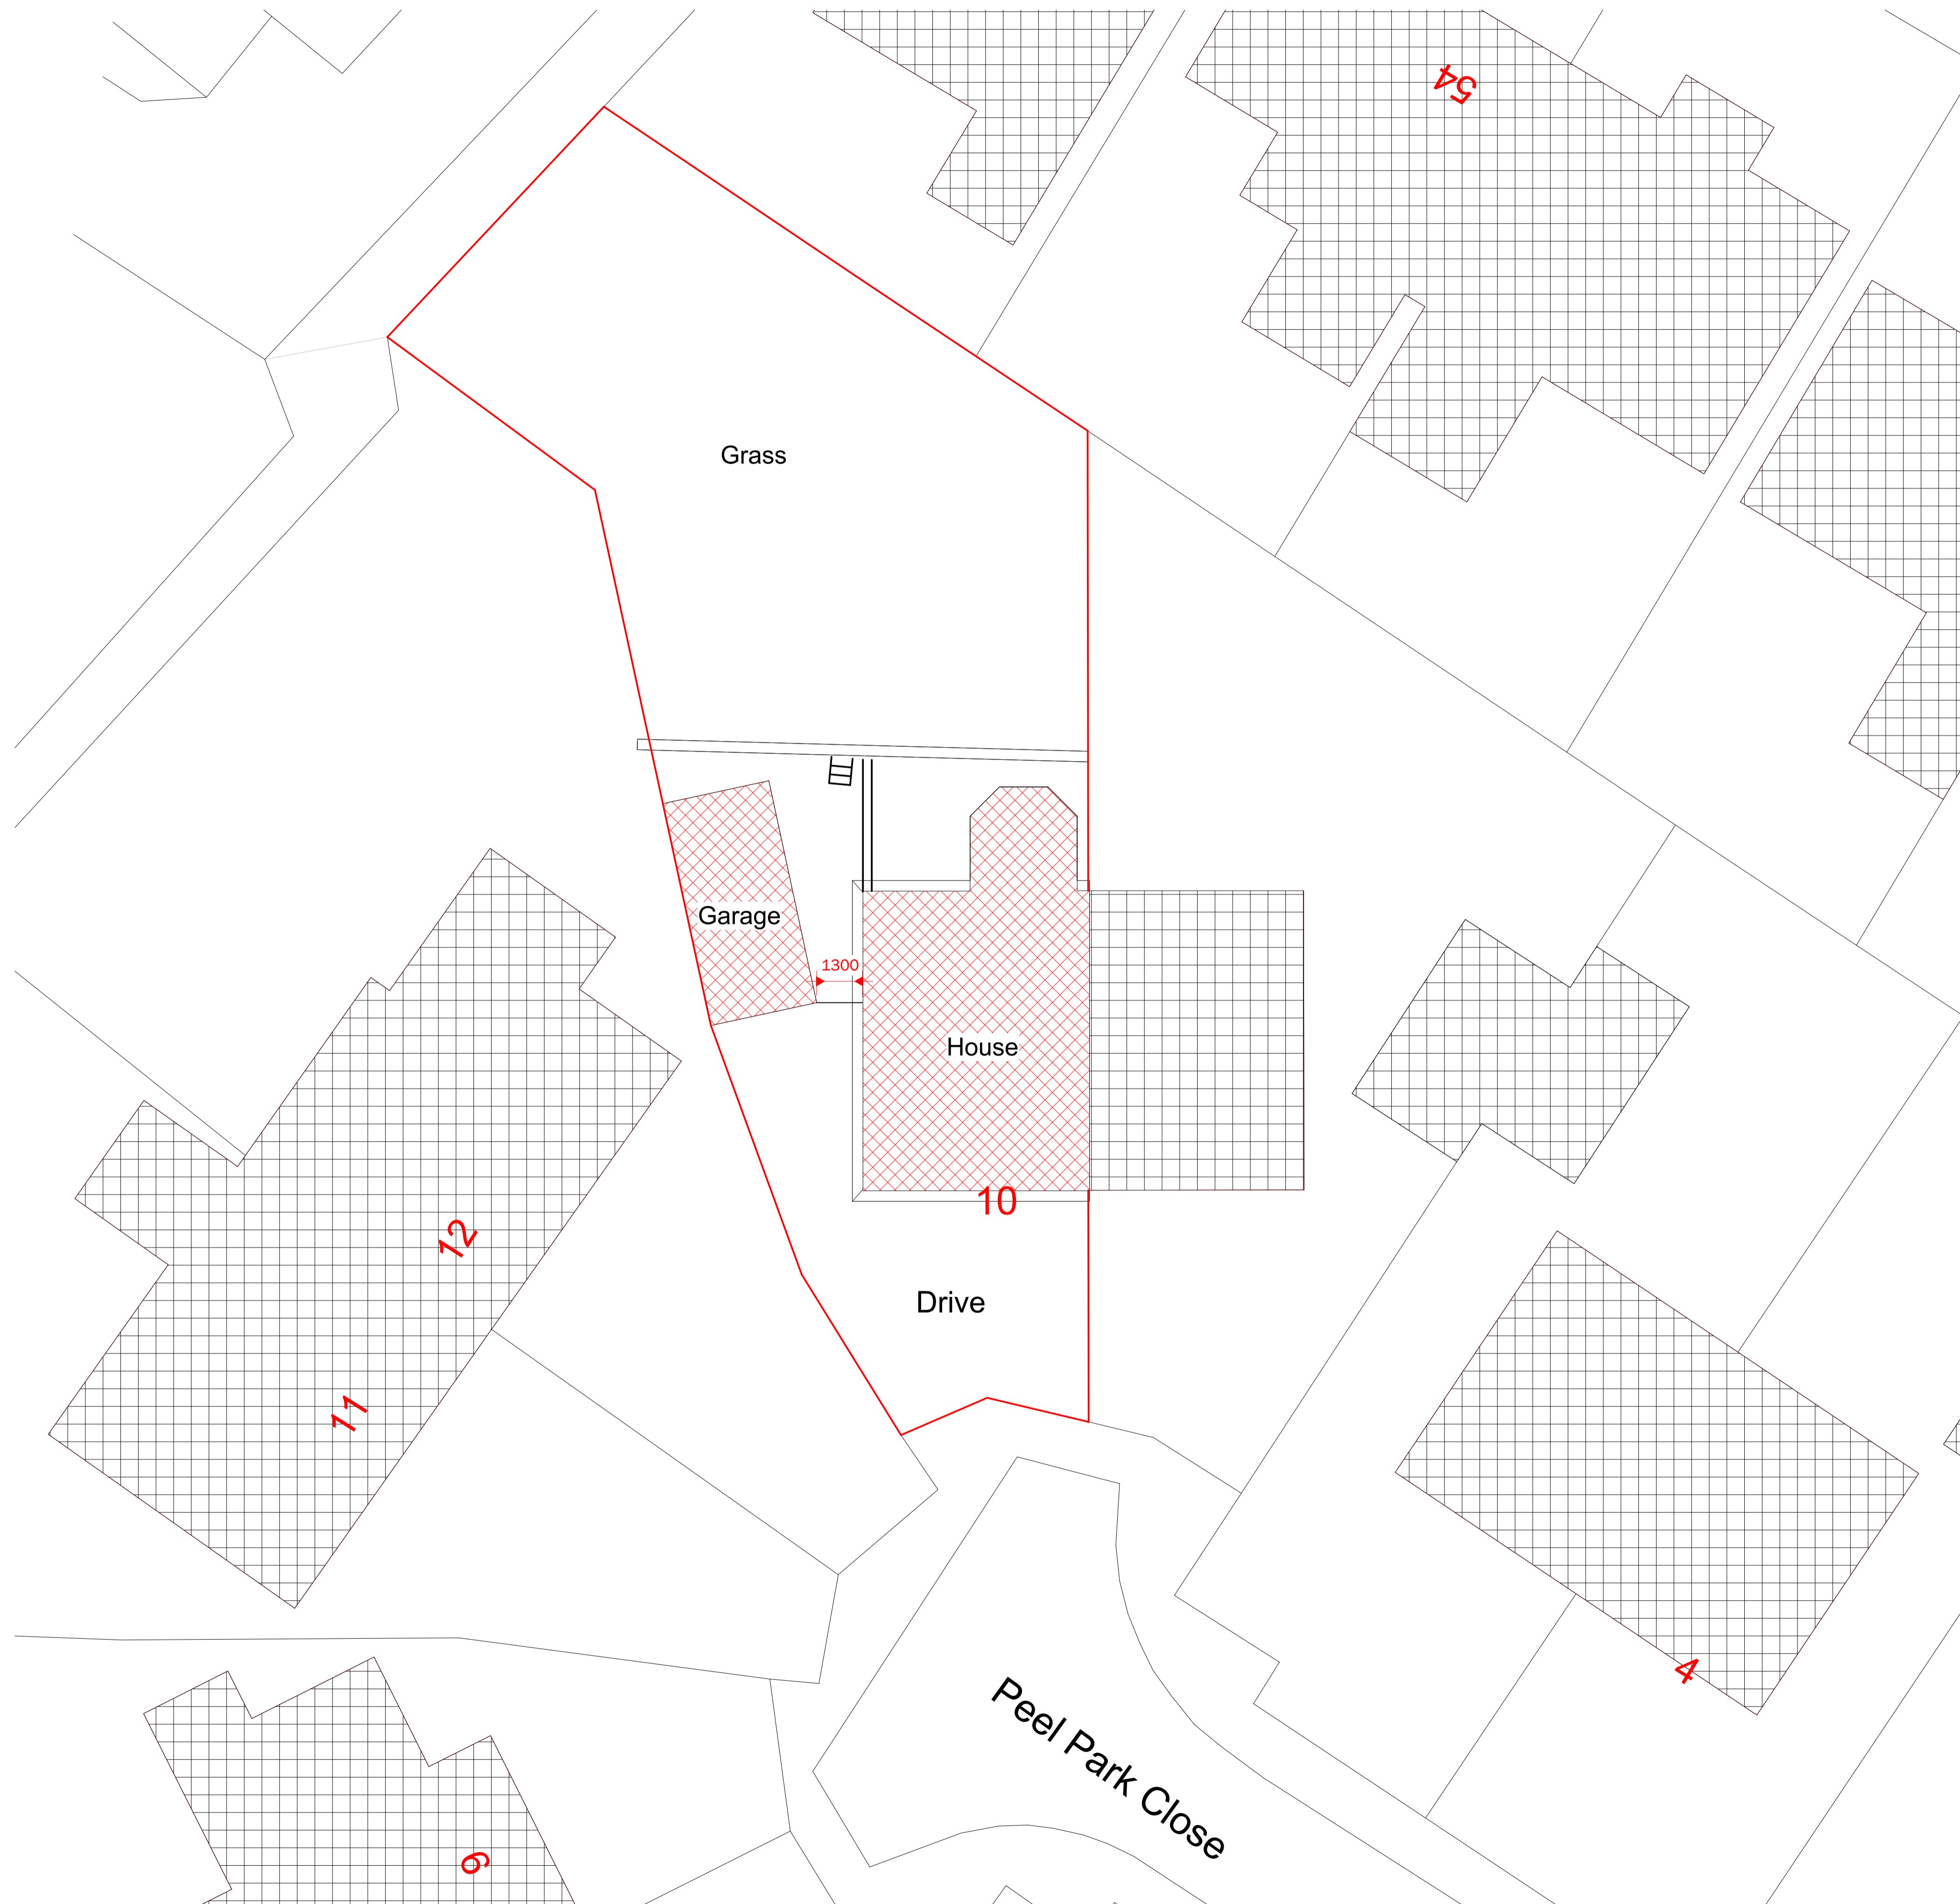 54
Grass
Garage
1300
House
10
12
Drive
11
4
Peel Park Close
9